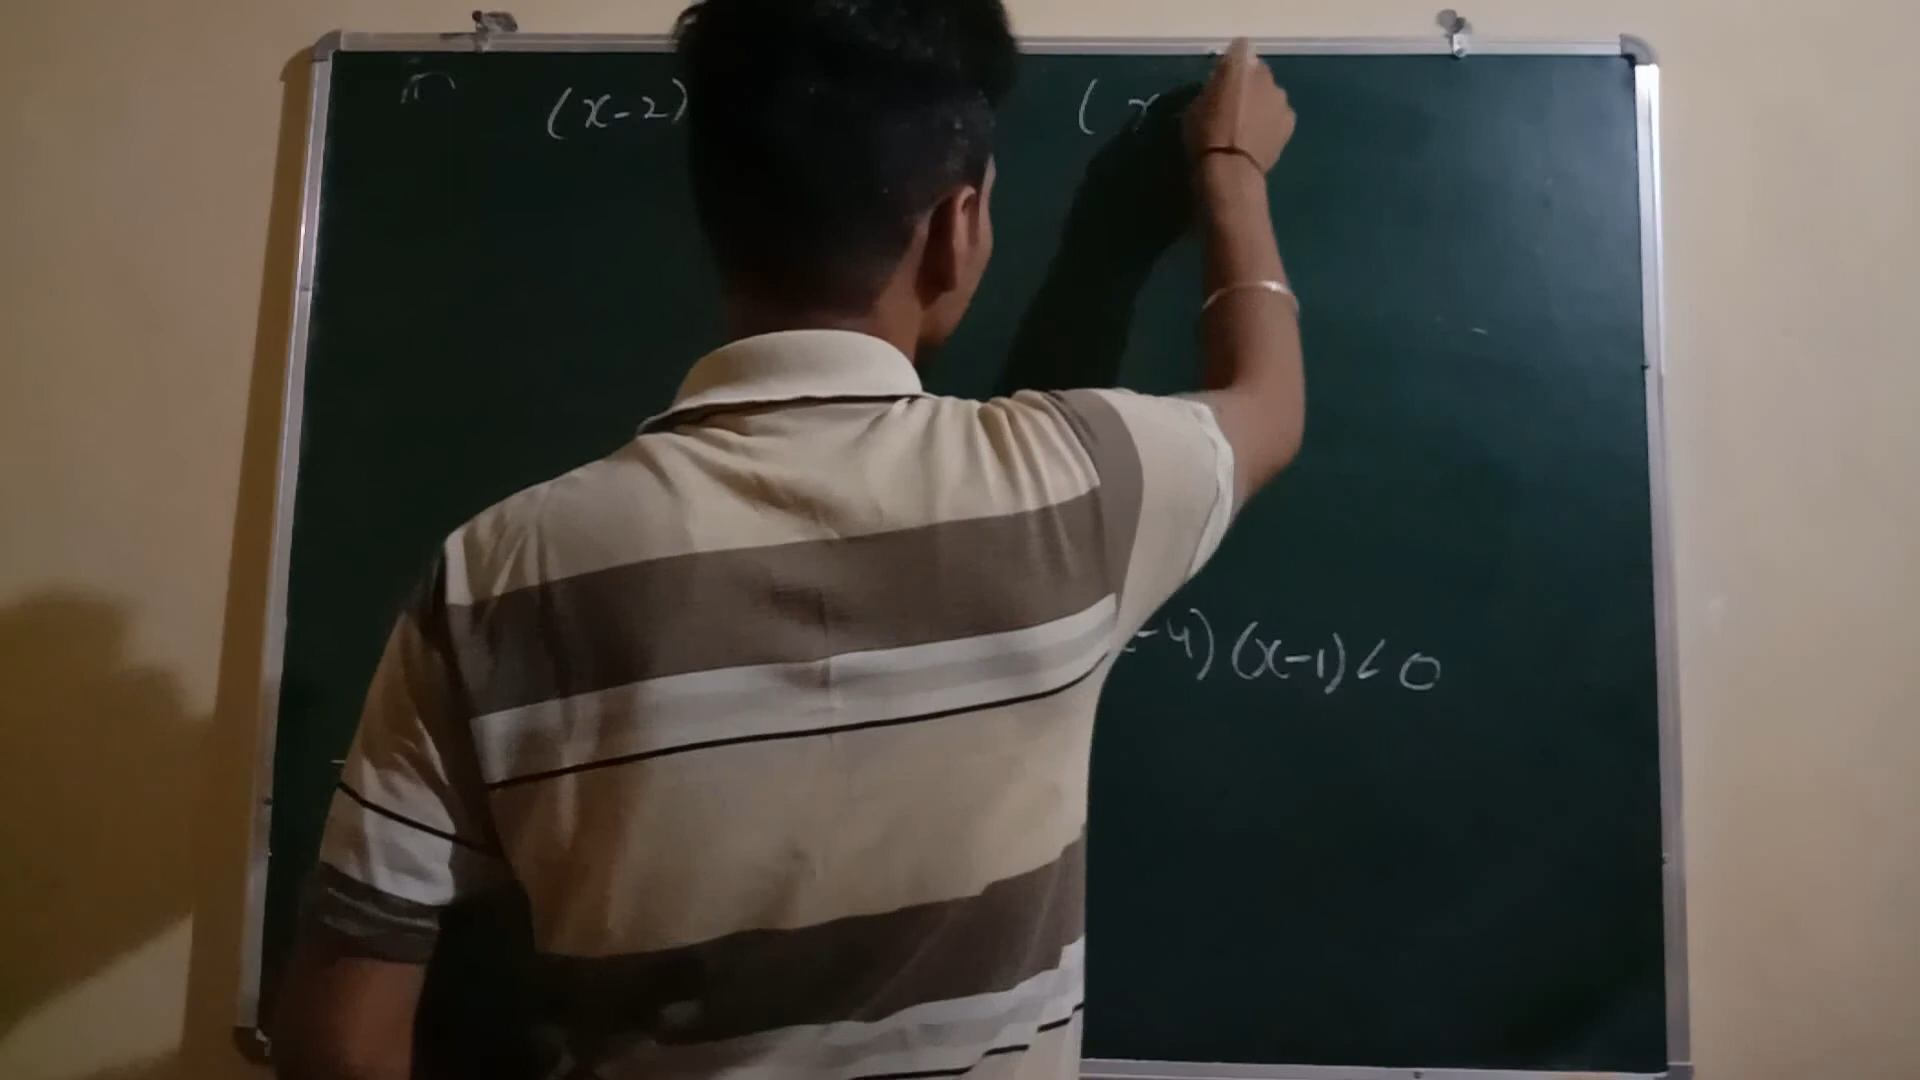 (x-2) (x-
-4) (x-1) < 0